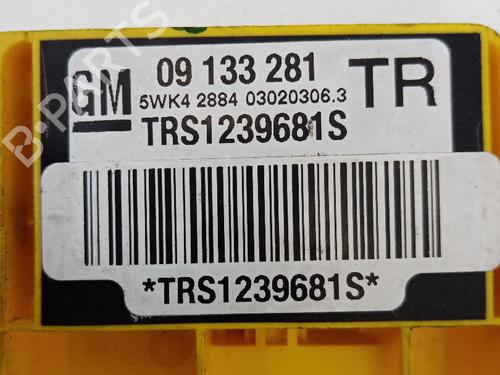 GM 09 133 281 TR
5WK4 2884 03020306.3
TRS1239681S
*TRS1239681S*
B-PARTS